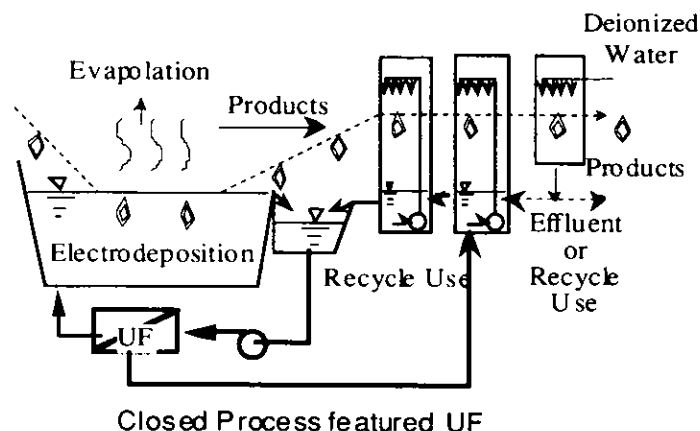 Deionized
Water
Evapolation
Products
Products
Electrodeposition
Effluent
or
Recycle
Use
Recycle Use
UF
Closed Process featured UF